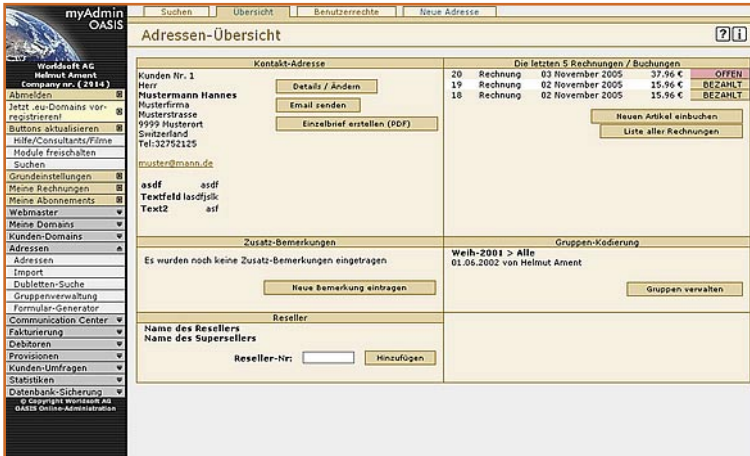 myAdmin
OASIS
Worldsoft AG
Helmut Ament
Company nr. ( 2914 )
Abmelden
Jetzt .eu-Domains vor-
registrieren!
Buttons aktualisieren
Hilfe/Consultants/Filme
Module freischalten
Suchen
Grundeinstellungen
Meine Rechnungen
Meine Abonnements
Webmaster
Meine Domains
Kunden-Domains
Adressen
Adressen
Import
Dubletten-Suche
Gruppenverwaltung
Formular-Generator
Communication Center
Fakturierung
Debitoren
Provisionen
Kunden-Umfragen
Statistiken
Datenbank-Sicherung
© Copyright Worldsoft AG
OASIS Online-Administration
Suchen Übersicht Benutzerrechte Neue Adresse
Adressen-Übersicht ? i
Kontakt-Adresse
Kunden Nr. 1
Herr
Mustermann Hannes
Musterfirma
Musterstrasse
9999 Musterort
Switzerland
Tel:32752125
muster@mann.de
asdf asdf
Textfeld lasdfjslk
Text2 asf
Details / Ändern
Email senden
Einzelbrief erstellen (PDF)
Die letzten 5 Rechnungen / Buchungen
20 Rechnung 03 November 2005 37.96 € OFFEN
19 Rechnung 02 November 2005 15.96 € BEZAHLT
18 Rechnung 02 November 2005 15.96 € BEZAHLT
Neuen Artikel einbuchen
Liste aller Rechnungen
Zusatz-Bemerkungen
Es wurden noch keine Zusatz-Bemerkungen eingetragen
Neue Bemerkung eintragen
Gruppen-Kodierung
Weih-2001 > Alle
01.06.2002 von Helmut Ament
Gruppen verwalten
Reseller
Name des Resellers
Name des Supersellers
Reseller-Nr: Hinzufügen